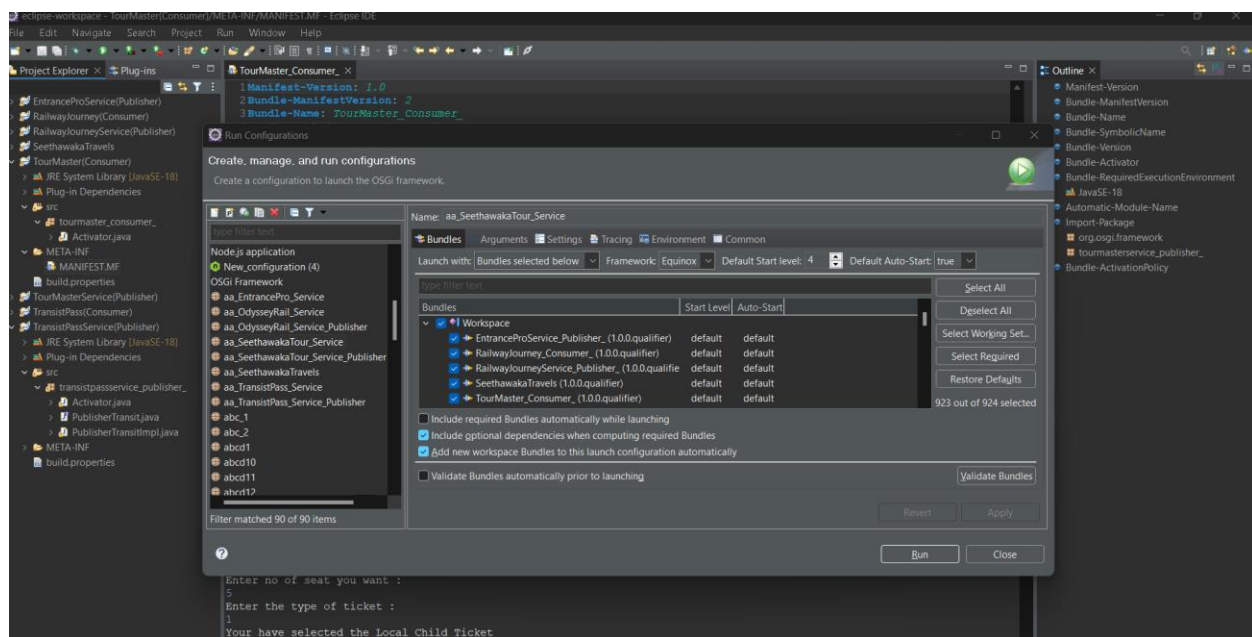 eclipse-workspace - TourMaster(Consumer)/META-INF/MANIFEST.MF - Eclipse IDE
File Edit Navigate Search Project Run Window Help
Project Explorer × Plug-ins
EntranceProService(Publisher)
RailwayJourney(Consumer)
RailwayJourneyService(Publisher)
SeethawakaTravels
TourMaster(Consumer)
JRE System Library [JavaSE-18]
Plug-in Dependencies
src
tourmaster_consumer_
Activator.java
META-INF
MANIFEST.MF
build.properties
TourMasterService(Publisher)
TransistPass(Consumer)
TransistPassService(Publisher)
JRE System Library [JavaSE-18]
Plug-in Dependencies
src
transistpassservice_publisher_
Activator.java
PublisherTransit.java
PublisherTransitImpl.java
META-INF
build.properties
TourMaster_Consumer_ ×
1 Manifest-Version: 1.0
2 Bundle-ManifestVersion: 2
3 Bundle-Name: TourMaster_Consumer_
Run Configurations
Create, manage, and run configurations
Create a configuration to launch the OSGi framework.
type filter text
Node.js application
New_configuration (4)
OSGi Framework
aa_EntrancePro_Service
aa_OdysseyRail_Service
aa_OdysseyRail_Service_Publisher
aa_SeethawakaTour_Service
aa_SeethawakaTour_Service_Publisher
aa_SeethawakaTravels
aa_TransistPass_Service
aa_TransistPass_Service_Publisher
abc_1
abc_2
abcd1
abcd10
abcd11
abcd12
Filter matched 90 of 90 items
Name: aa_SeethawakaTour_Service
Bundles Arguments Settings Tracing Environment Common
Launch with: Bundles selected below Framework: Equinox Default Start level: 4 Default Auto-Start: true
type filter text
Bundles Start Level Auto-Start
Workspace
EntranceProService_Publisher_ (1.0.0.qualifier) default default
RailwayJourney_Consumer_ (1.0.0.qualifier) default default
RailwayJourneyService_Publisher_ (1.0.0.qualifie default default
SeethawakaTravels (1.0.0.qualifier) default default
TourMaster_Consumer_ (1.0.0.qualifier) default default
Select All
Deselect All
Select Working Set...
Select Required
Restore Defaults
923 out of 924 selected
Include required Bundles automatically while launching
Include optional dependencies when computing required Bundles
Add new workspace Bundles to this launch configuration automatically
Validate Bundles automatically prior to launching
Validate Bundles
Revert Apply
Run Close
Enter no of seat you want :
5
Enter the type of ticket :
1
Your have selected the Local Child Ticket
Outline ×
Manifest-Version
Bundle-ManifestVersion
Bundle-Name
Bundle-SymbolicName
Bundle-Version
Bundle-Activator
Bundle-RequiredExecutionEnvironment
JavaSE-18
Automatic-Module-Name
Import-Package
org.osgi.framework
tourmasterservice_publisher_
Bundle-ActivationPolicy